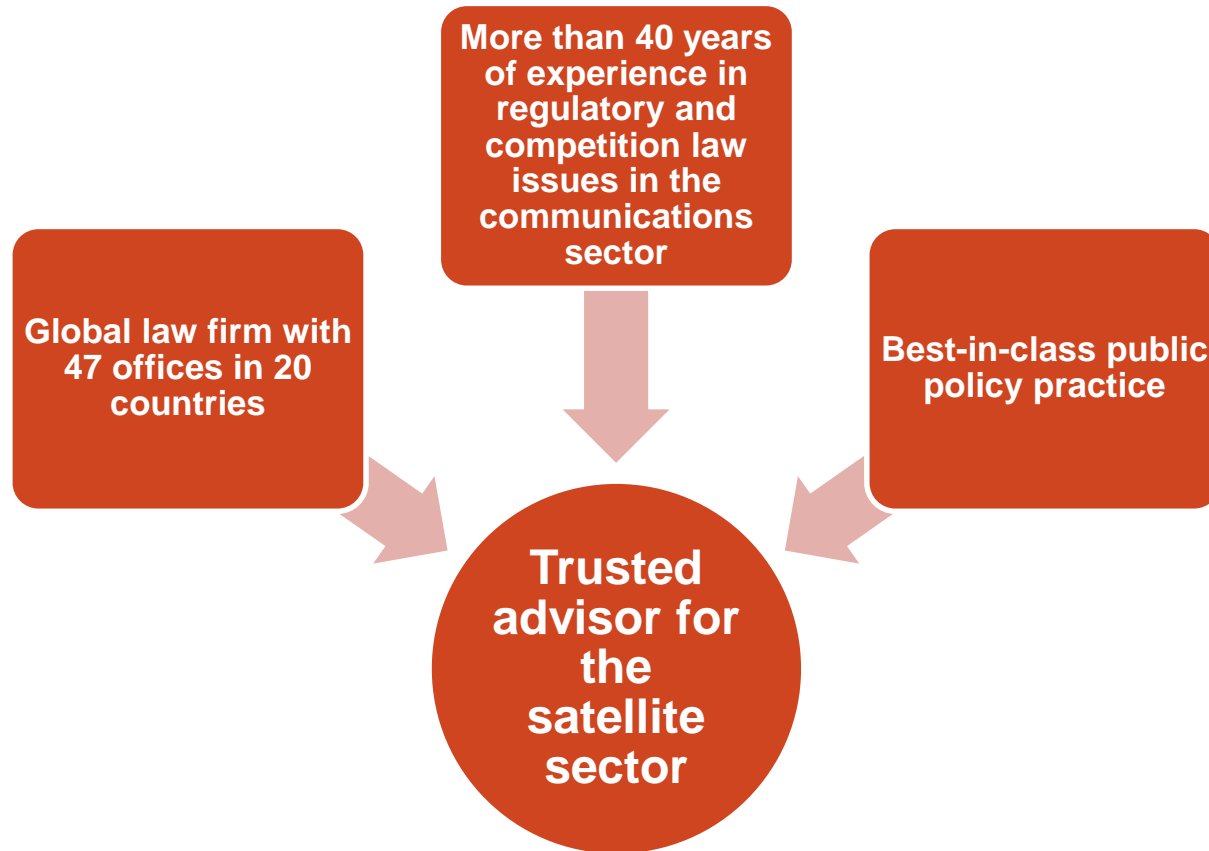 More than 40 years
of experience in
regulatory and
competition law
issues in the
communications
sector
Global law firm with
47 offices in 20
countries
Best-in-class public
policy practice
Trusted
advisor for
the
satellite
sector